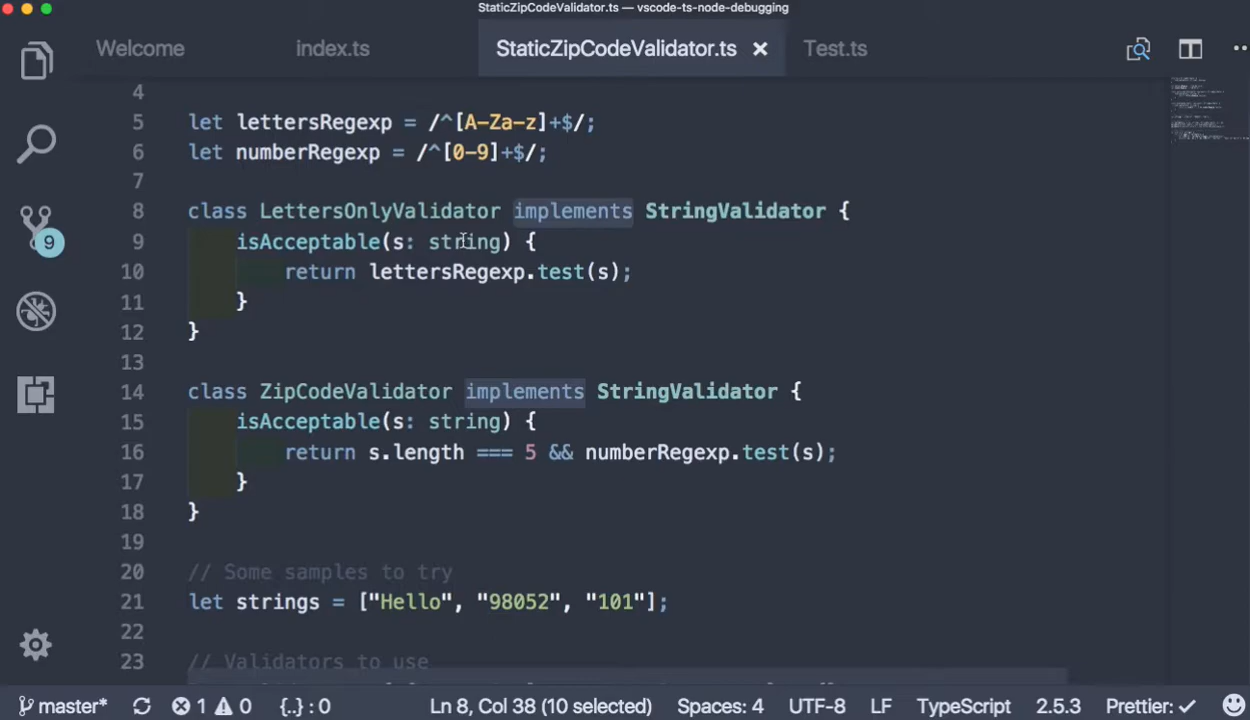 StaticZipCodeValidator.ts — vscode-ts-node-debugging
Welcome index.ts StaticZipCodeValidator.ts × Test.ts
4
5 let lettersRegexp = /^[A-Za-z]+$/;
6 let numberRegexp = /^[0-9]+$/;
7
8 class LettersOnlyValidator implements StringValidator {
9 isAcceptable(s: string) {
10 return lettersRegexp.test(s);
11 }
12 }
13
14 class ZipCodeValidator implements StringValidator {
15 isAcceptable(s: string) {
16 return s.length === 5 && numberRegexp.test(s);
17 }
18 }
19
20 // Some samples to try
21 let strings = ["Hello", "98052", "101"];
22
23 // Validators to use
9
master* 1 0 {..} : 0 Ln 8, Col 38 (10 selected) Spaces: 4 UTF-8 LF TypeScript 2.5.3 Prettier: ✓